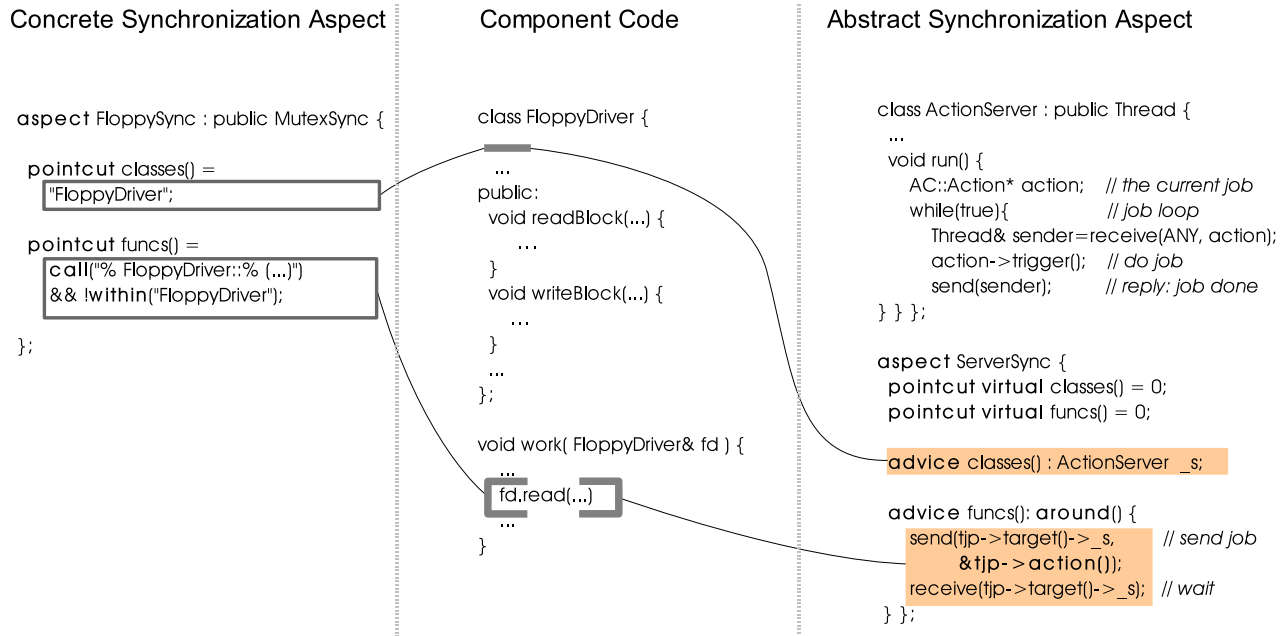 Concrete Synchronization Aspect
aspect FloppySync : public MutexSync {
pointcut classes() =
"FloppyDriver";
pointcut funcs() =
call("% FloppyDriver::% (...)")
&& !within("FloppyDriver");
};
Component Code
class FloppyDriver {
...
public:
void readBlock(...) {
...
}
void writeBlock(...) {
...
}
...
};
void work( FloppyDriver& fd ) {
...
fd.read(...)
...
}
Abstract Synchronization Aspect
class ActionServer : public Thread {
...
void run() {
AC::Action* action; // the current job
while(true){ // job loop
Thread& sender=receive(ANY, action);
action->trigger(); // do job
send(sender); // reply: job done
} } };
aspect ServerSync {
pointcut virtual classes() = 0;
pointcut virtual funcs() = 0;
advice classes() : ActionServer _s;
advice funcs(): around() {
send(tjp->target()->_s, // send job
&tjp->action());
receive(tjp->target()->_s); // wait
} };